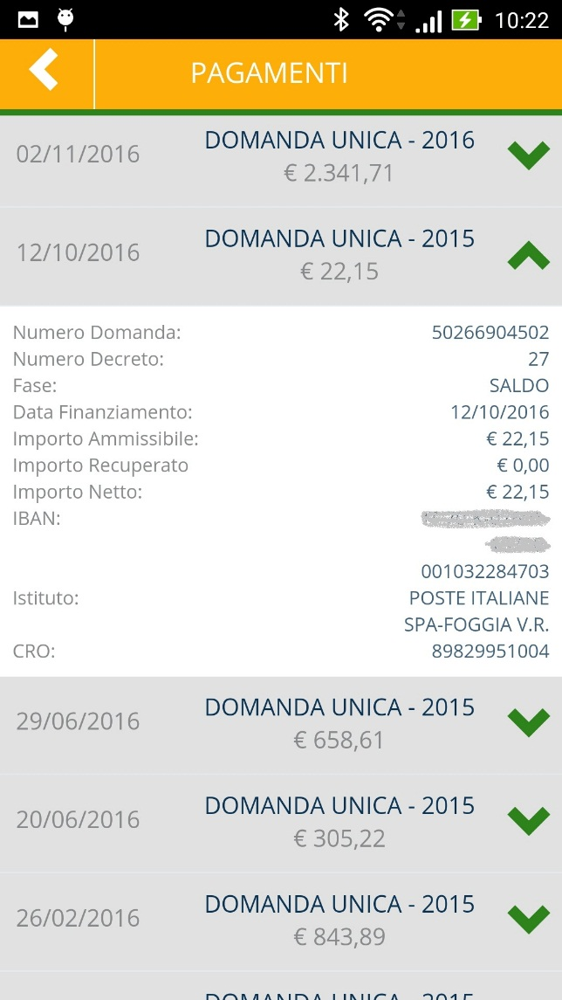 10:22
PAGAMENTI
02/11/2016
DOMANDA UNICA - 2016
€ 2.341,71
12/10/2016
DOMANDA UNICA - 2015
€ 22,15
Numero Domanda: 50266904502
Numero Decreto: 27
Fase: SALDO
Data Finanziamento: 12/10/2016
Importo Ammissibile: € 22,15
Importo Recuperato € 0,00
Importo Netto: € 22,15
IBAN:
001032284703
Istituto: POSTE ITALIANE
SPA-FOGGIA V.R.
CRO: 89829951004
29/06/2016
DOMANDA UNICA - 2015
€ 658,61
20/06/2016
DOMANDA UNICA - 2015
€ 305,22
26/02/2016
DOMANDA UNICA - 2015
€ 843,89
DOMANDA UNICA - 2015